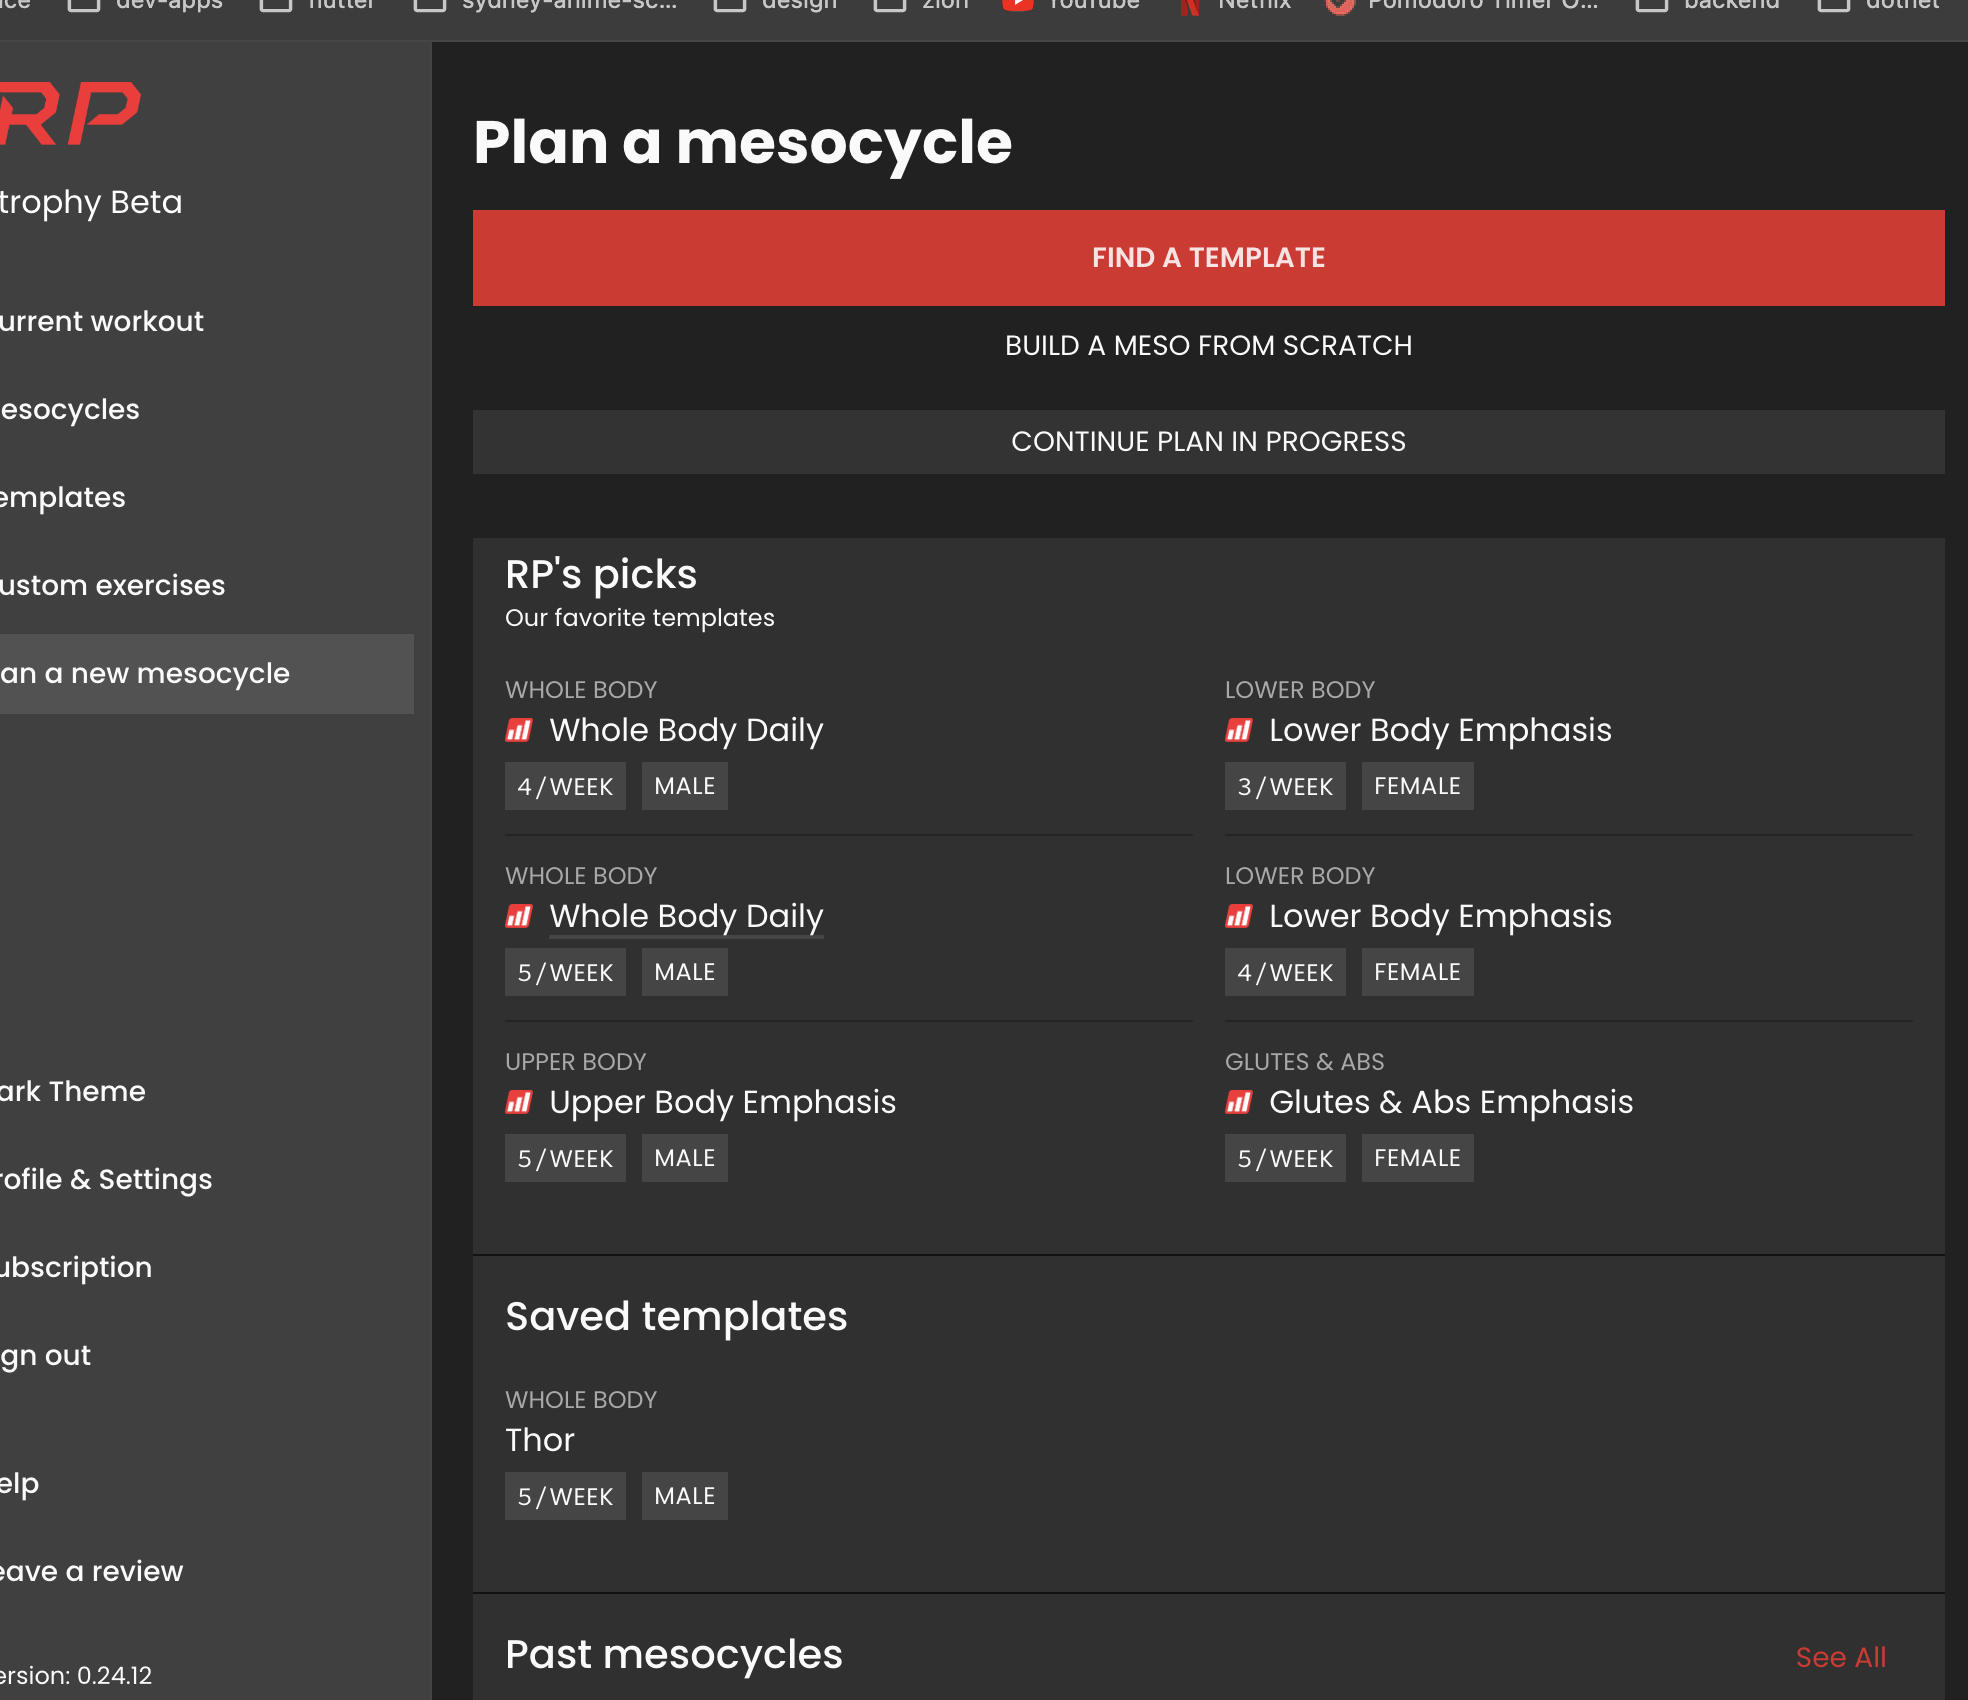 dev-apps
flutter
sydney-anime-sc...
design
zion
YouTube
Netflix
Pomodoro Timer O...
backend
dotnet
RP
trophy Beta
urrent workout
esocycles
emplates
ustom exercises
an a new mesocycle
ark Theme
rofile & Settings
ubscription
gn out
elp
eave a review
ersion: 0.24.12
Plan a mesocycle
FIND A TEMPLATE
BUILD A MESO FROM SCRATCH
CONTINUE PLAN IN PROGRESS
RP's picks
Our favorite templates
WHOLE BODY
Whole Body Daily
4/WEEK MALE
LOWER BODY
Lower Body Emphasis
3/WEEK FEMALE
WHOLE BODY
Whole Body Daily
5/WEEK MALE
LOWER BODY
Lower Body Emphasis
4/WEEK FEMALE
UPPER BODY
Upper Body Emphasis
5/WEEK MALE
GLUTES & ABS
Glutes & Abs Emphasis
5/WEEK FEMALE
Saved templates
WHOLE BODY
Thor
5/WEEK MALE
Past mesocycles
See All